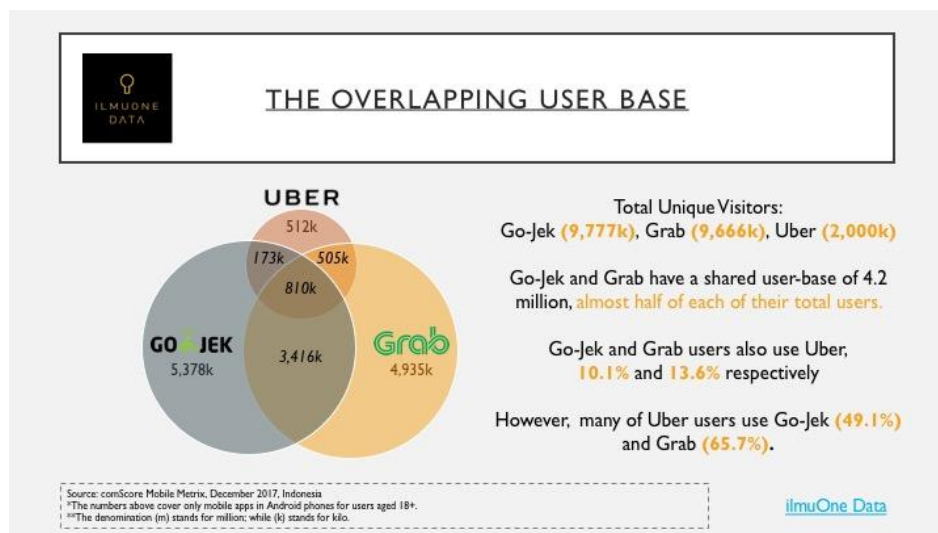 ILMUONE
DATA
THE OVERLAPPING USER BASE
UBER
512k
173k
505k
810k
GO JEK
5,378k
3,416k
Grab
4,935k
Total Unique Visitors:
Go-Jek (9,777k), Grab (9,666k), Uber (2,000k)
Go-Jek and Grab have a shared user-base of 4.2
million, almost half of each of their total users.
Go-Jek and Grab users also use Uber,
10.1% and 13.6% respectively
However, many of Uber users use Go-Jek (49.1%)
and Grab (65.7%).
Source: comScore Mobile Metrix, December 2017, Indonesia
*The numbers above cover only mobile apps in Android phones for users aged 18+.
**The denomination (m) stands for million; while (k) stands for kilo.
ilmuOne Data